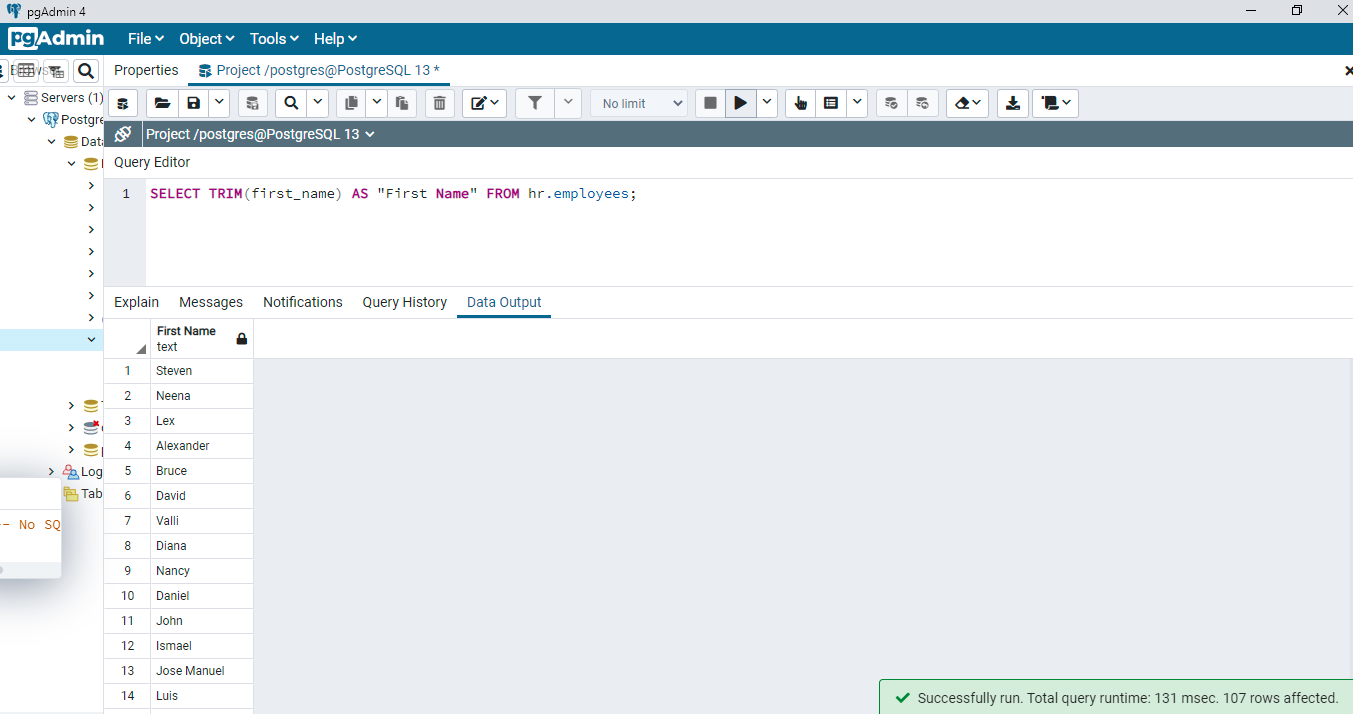 pgAdmin 4
pgAdmin
File Object Tools Help
Properties
Project /postgres@PostgreSQL 13 *
Servers (1)
Postgre
Data
Log
Tab
-- No SQ
No limit
Project /postgres@PostgreSQL 13
Query Editor
1 SELECT TRIM(first_name) AS "First Name" FROM hr.employees;
Explain Messages Notifications Query History Data Output
First Name
text
1 Steven
2 Neena
3 Lex
4 Alexander
5 Bruce
6 David
7 Valli
8 Diana
9 Nancy
10 Daniel
11 John
12 Ismael
13 Jose Manuel
14 Luis
Successfully run. Total query runtime: 131 msec. 107 rows affected.